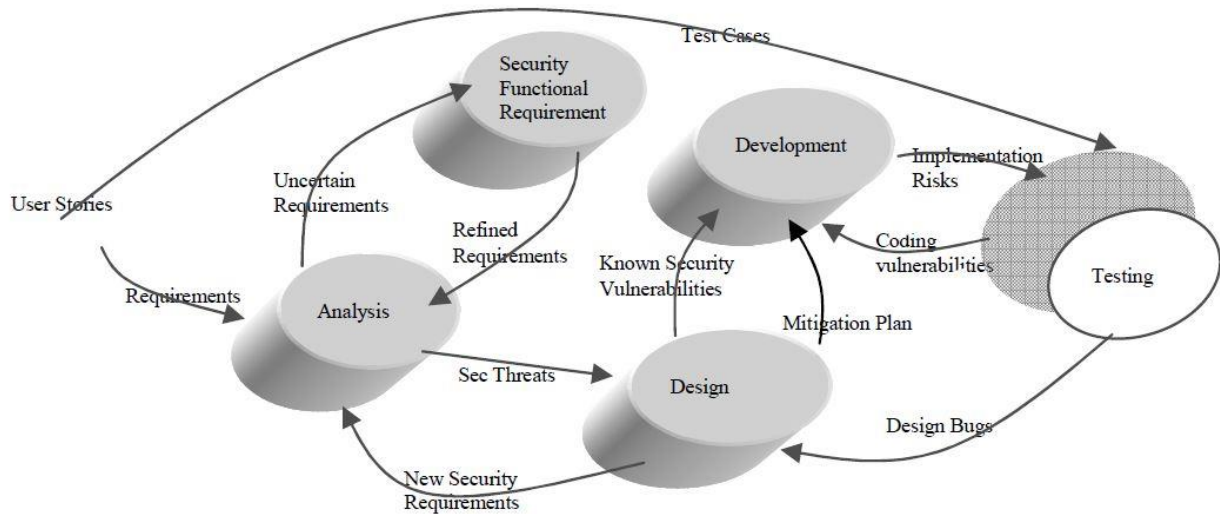 Test Cases
Security
Functional
Requirement
Development
Implementation
Risks
Uncertain
Requirements
User Stories
Refined
Requirements
Coding
vulnerabilities
Known Security
Vulnerabilities
Testing
Requirements
Analysis
Mitigation Plan
Sec Threats
Design
Design Bugs
New Security
Requirements